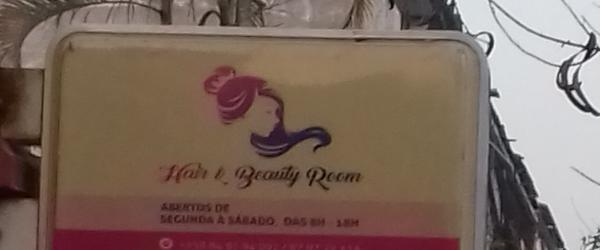 Hair & Beauty Room
ABERTOS DE
SEGUNDA À SÁBADO, DAS 8H - 18H